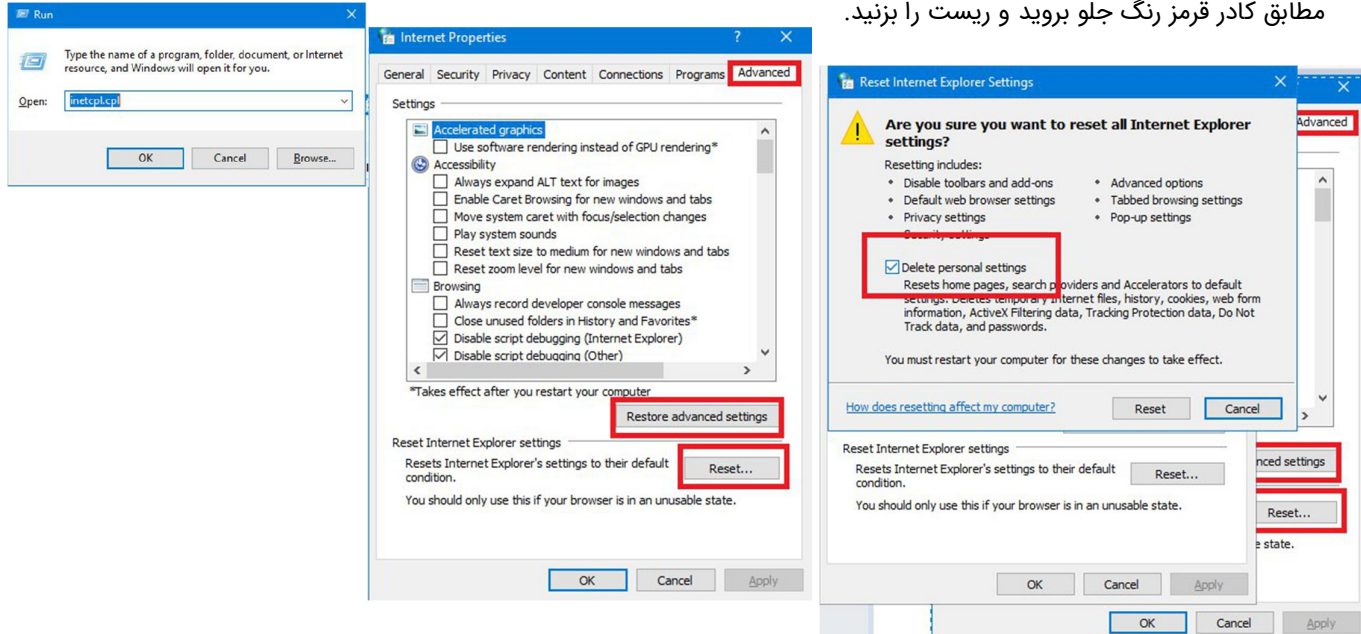 مطابق کادر قرمز رنگ جلو بروید و ریست را بزنید.
Run
Type the name of a program, folder, document, or Internet
resource, and Windows will open it for you.
Open: inetcpl.cpl
OK Cancel Browse...
Internet Properties
General Security Privacy Content Connections Programs Advanced
Settings
Accelerated graphics
Use software rendering instead of GPU rendering*
Accessibility
Always expand ALT text for images
Enable Caret Browsing for new windows and tabs
Move system caret with focus/selection changes
Play system sounds
Reset text size to medium for new windows and tabs
Reset zoom level for new windows and tabs
Browsing
Always record developer console messages
Close unused folders in History and Favorites*
Disable script debugging (Internet Explorer)
Disable script debugging (Other)
*Takes effect after you restart your computer
Restore advanced settings
Reset Internet Explorer settings
Resets Internet Explorer's settings to their default
condition.
Reset...
You should only use this if your browser is in an unusable state.
OK Cancel Apply
Reset Internet Explorer Settings
Are you sure you want to reset all Internet Explorer
settings?
Resetting includes:
• Disable toolbars and add-ons
• Default web browser settings
• Privacy settings
• Security settings
• Advanced options
• Tabbed browsing settings
• Pop-up settings
Delete personal settings
Resets home pages, search providers and Accelerators to default
settings. Deletes temporary Internet files, history, cookies, web form
information, ActiveX Filtering data, Tracking Protection data, Do Not
Track data, and passwords.
You must restart your computer for these changes to take effect.
How does resetting affect my computer?
Reset Cancel
Reset Internet Explorer settings
Resets Internet Explorer's settings to their default
condition.
Reset...
You should only use this if your browser is in an unusable state.
OK Cancel Apply
Advanced
nced settings
Reset...
e state.
OK Cancel Apply